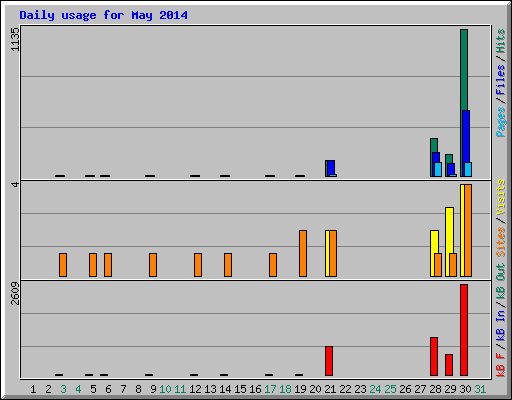 Daily usage for May 2014
1135
Pages / Files / Hits
4
Sites / Visits
2609
kB F / kB In / kB Out
1 2 3 4 5 6 7 8 9 10 11 12 13 14 15 16 17 18 19 20 21 22 23 24 25 26 27 28 29 30 31